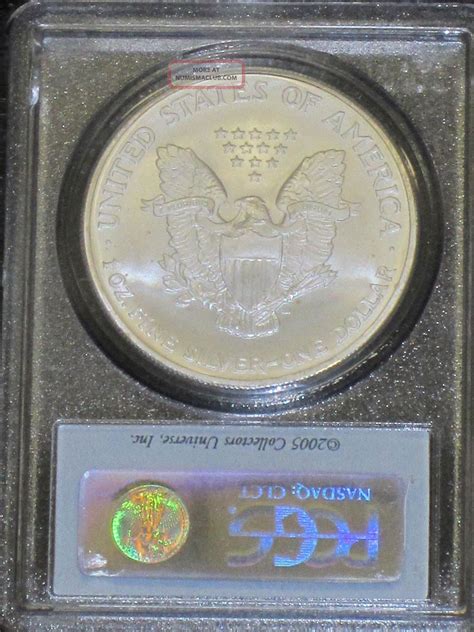 MORE AT
NUMISMACLUB.COM
UNITED STATES OF AMERICA
1 OZ. FINE SILVER~ONE DOLLAR
©2005 Collectors Universe, Inc.
NASDAQ: CLCT
PCGS